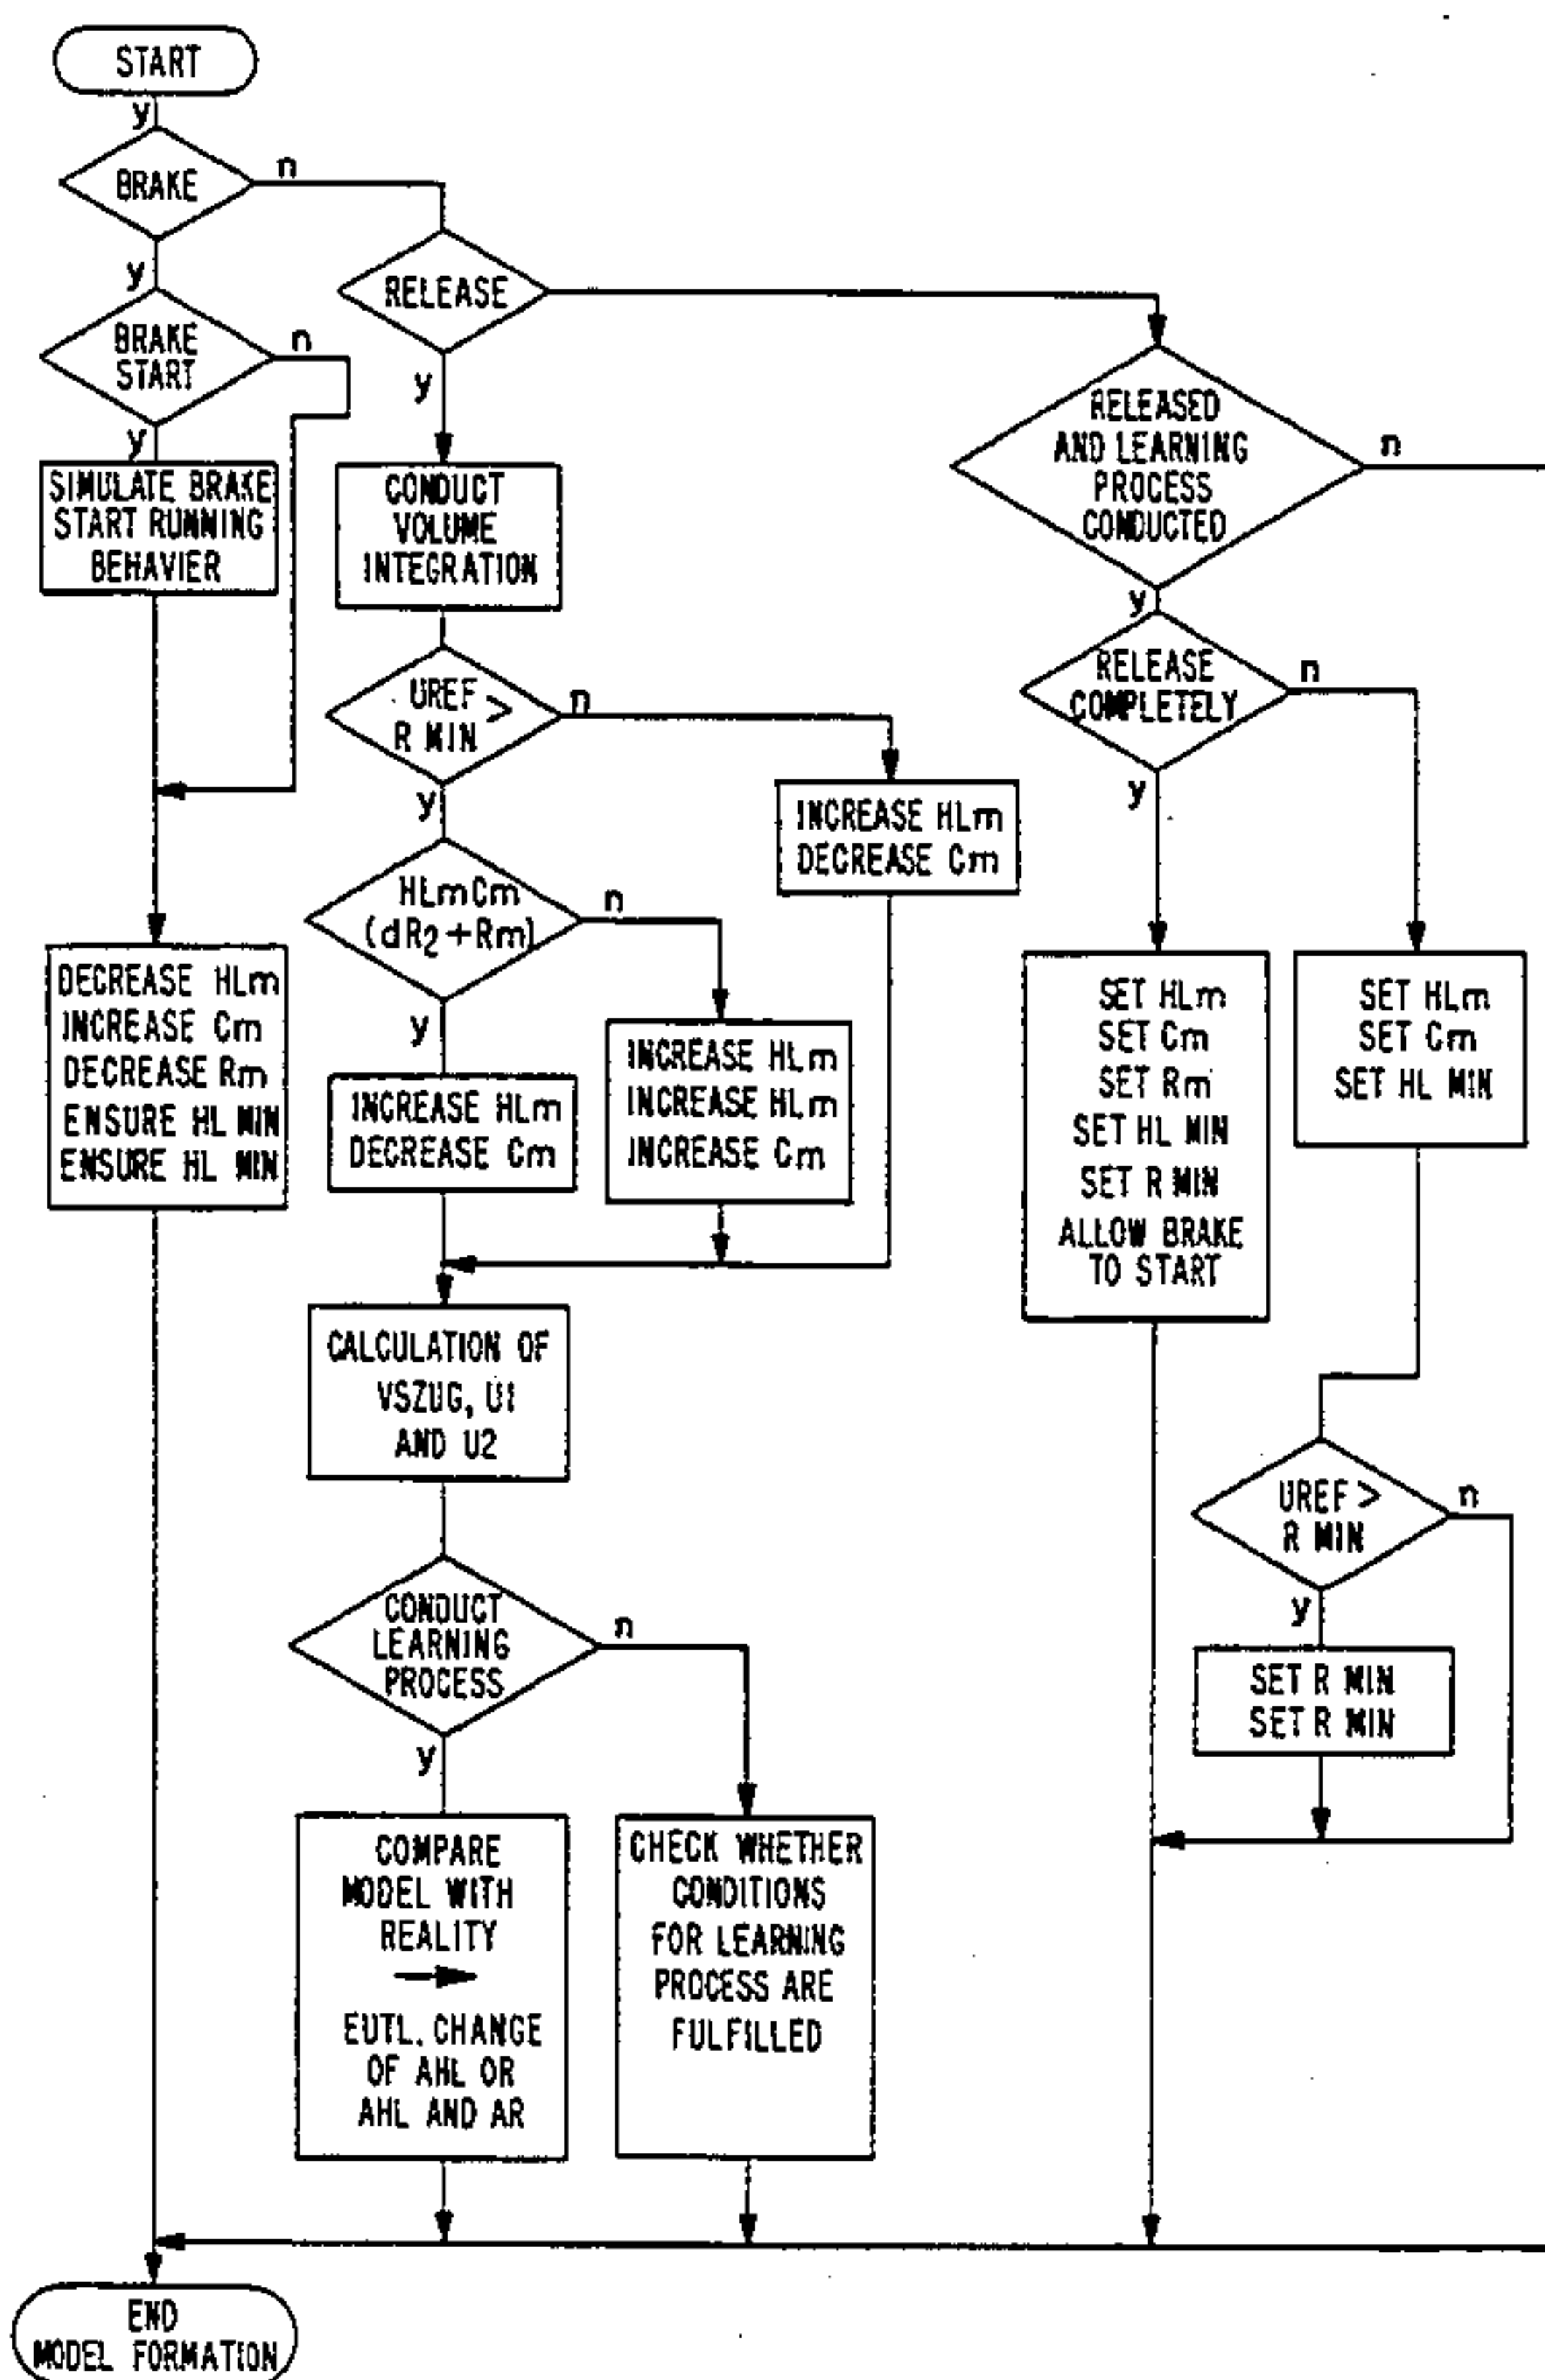 START
y
BRAKE
n
y
BRAKE
START
n
y
SIMULATE BRAKE
START RUNNING
BEHAVIER
DECREASE HLm
INCREASE Cm
DECREASE Rm
ENSURE HL MIN
ENSURE HL MIN
RELEASE
y
CONDUCT
VOLUME
INTEGRATION
UREF >
R MIN
n
y
INCREASE HLm
DECREASE Cm
HLmCm
(dR2+Rm)
n
y
INCREASE HLm
DECREASE Cm
INCREASE HLm
INCREASE HLm
INCREASE Cm
CALCULATION OF
VSZUG, U1
AND U2
CONDUCT
LEARNING
PROCESS
n
y
COMPARE
MODEL WITH
REALITY
EUTL. CHANGE
OF AHL OR
AHL AND AR
CHECK WHETHER
CONDITIONS
FOR LEARNING
PROCESS ARE
FULFILLED
RELEASED
AND LEARNING
PROCESS
CONDUCTED
n
y
RELEASE
COMPLETELY
n
y
SET HLm
SET Cm
SET Rm
SET HL MIN
SET R MIN
ALLOW BRAKE
TO START
SET HLm
SET Cm
SET HL MIN
UREF >
R MIN
n
y
SET R MIN
SET R MIN
END
MODEL FORMATION